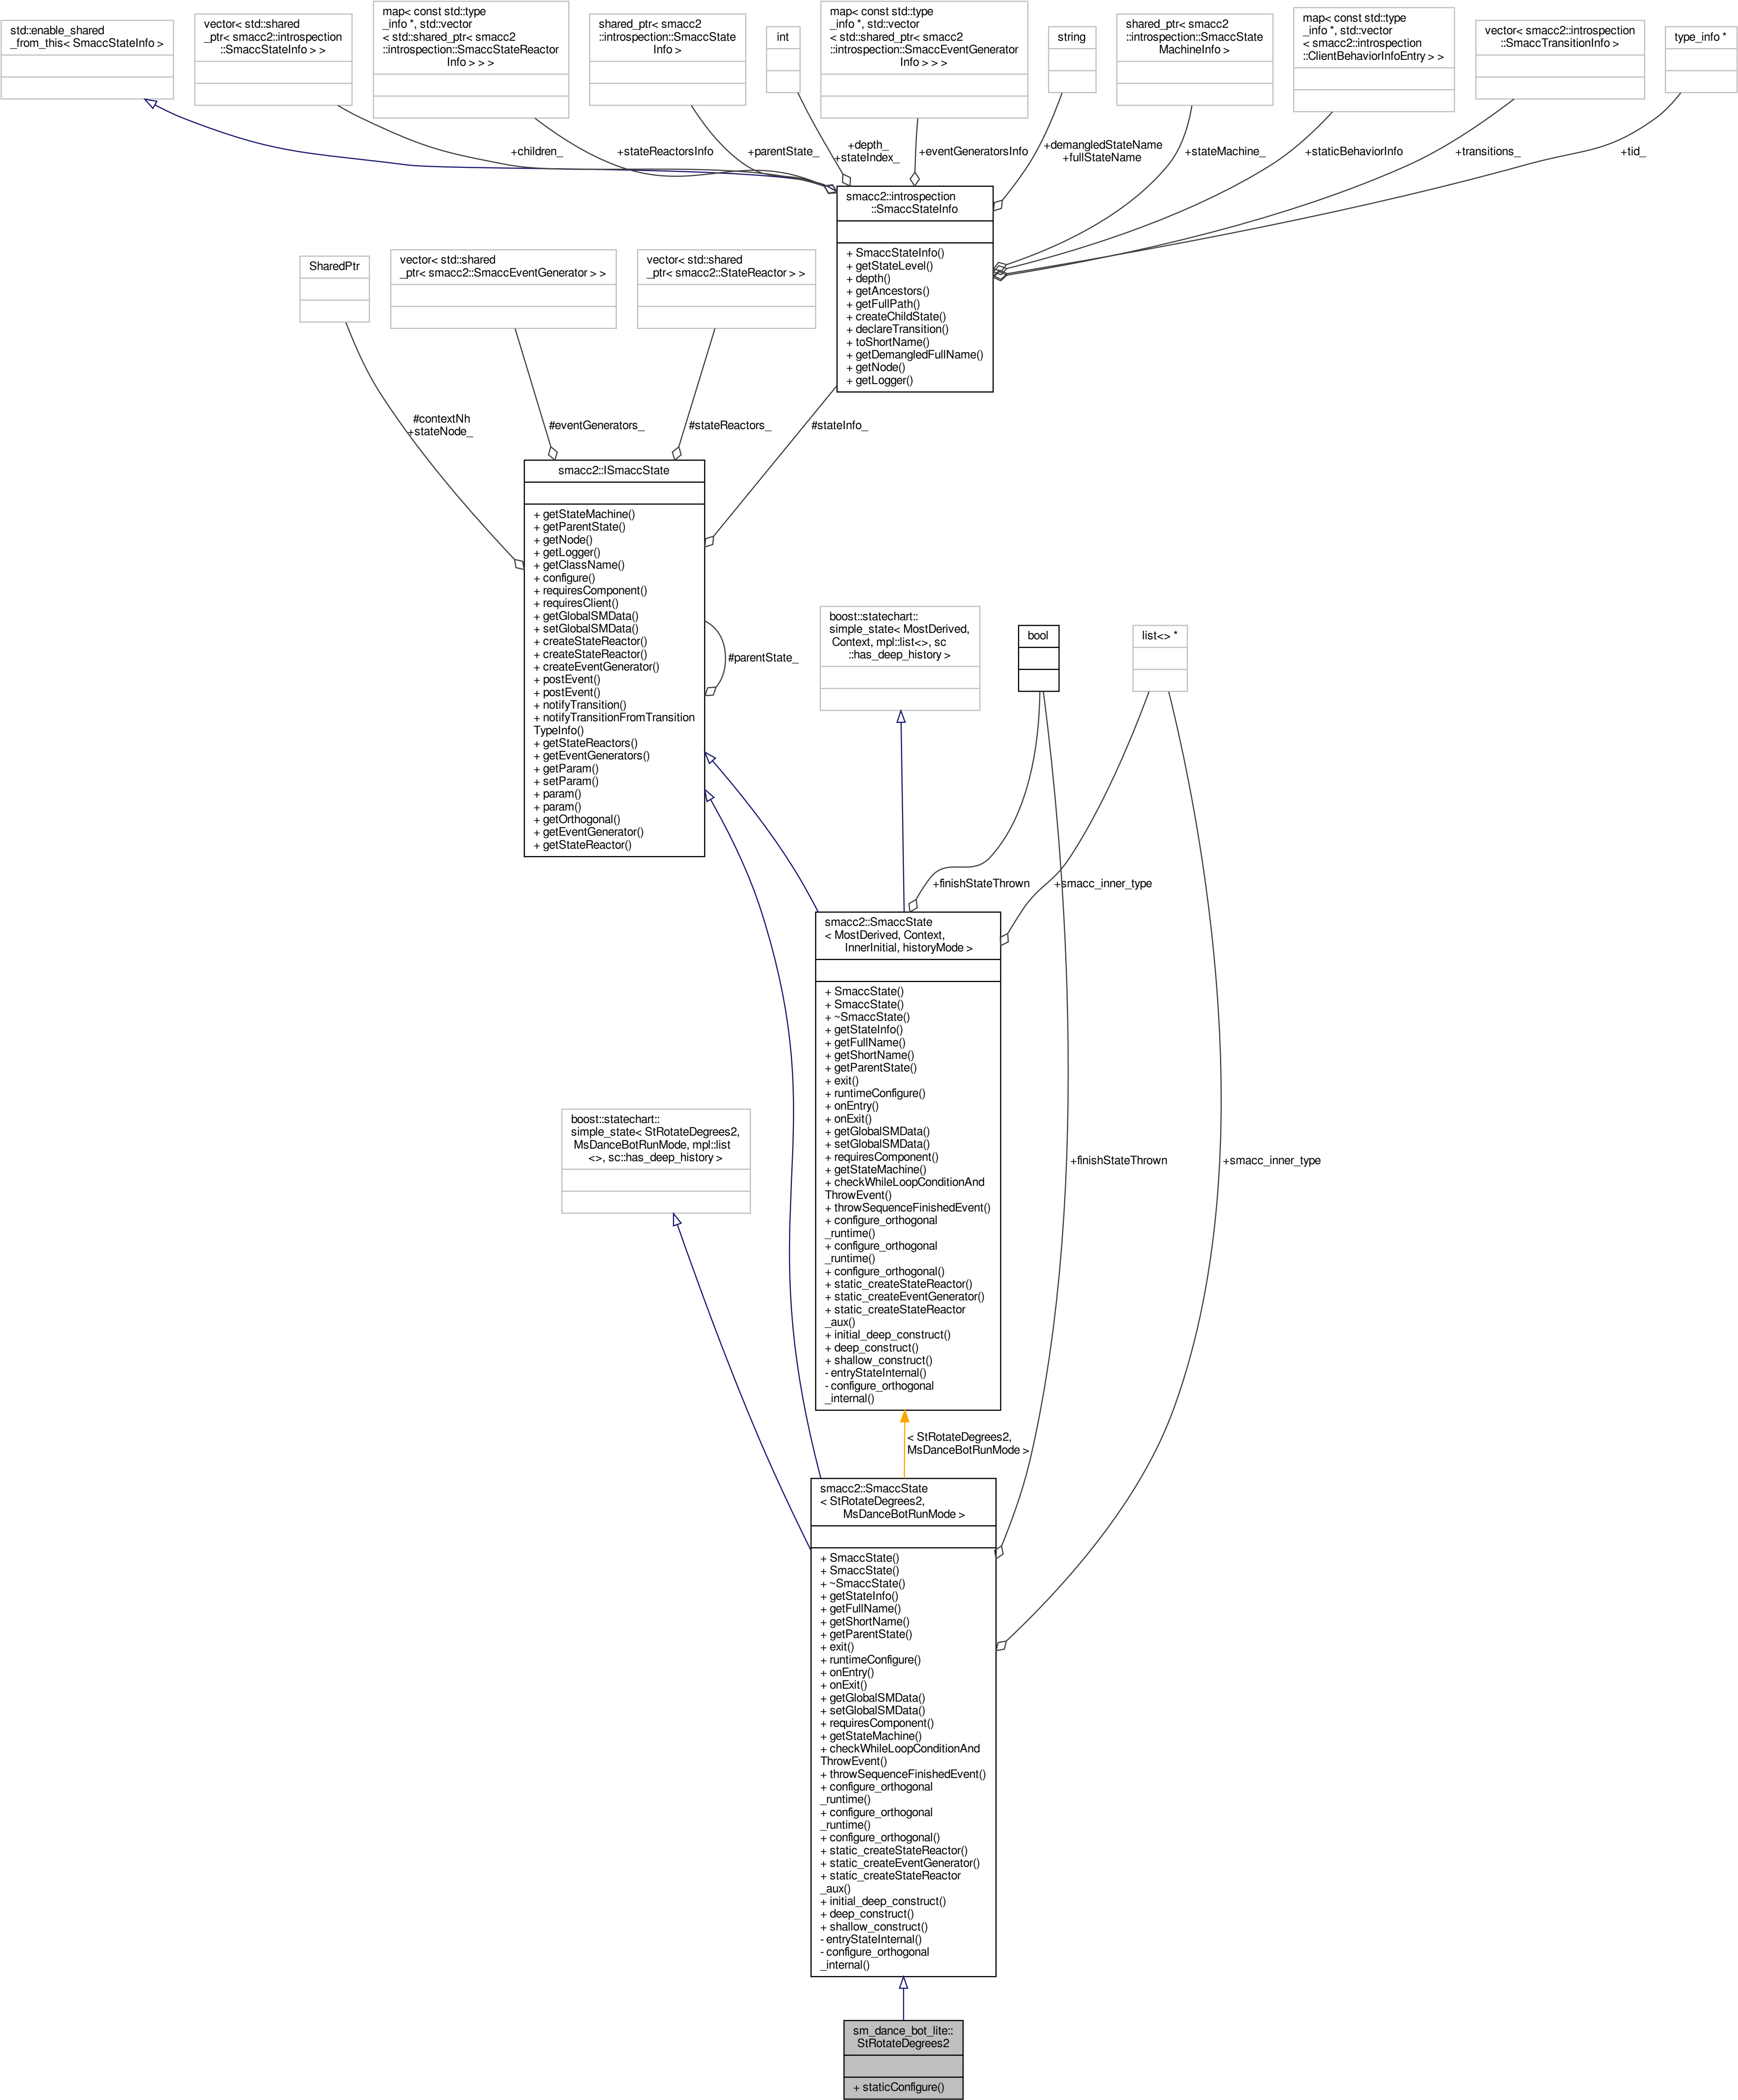 std::enable_shared
_from_this< SmaccStateInfo >
vector< std::shared
_ptr< smacc2::introspection
::SmaccStateInfo > >
map< const std::type
_info *, std::vector
< std::shared_ptr< smacc2
::introspection::SmaccStateReactor
Info > > >
shared_ptr< smacc2
::introspection::SmaccState
Info >
int
map< const std::type
_info *, std::vector
< std::shared_ptr< smacc2
::introspection::SmaccEventGenerator
Info > > >
string
shared_ptr< smacc2
::introspection::SmaccState
MachineInfo >
map< const std::type
_info *, std::vector
< smacc2::introspection
::ClientBehaviorInfoEntry > >
vector< smacc2::introspection
::SmaccTransitionInfo >
type_info *
+children_
+stateReactorsInfo
+parentState_
+depth_
+stateIndex_
+eventGeneratorsInfo
+demangledStateName
+fullStateName
+stateMachine_
+staticBehaviorInfo
+transitions_
+tid_
smacc2::introspection
::SmaccStateInfo
+ SmaccStateInfo()
+ getStateLevel()
+ depth()
+ getAncestors()
+ getFullPath()
+ createChildState()
+ declareTransition()
+ toShortName()
+ getDemangledFullName()
+ getNode()
+ getLogger()
SharedPtr
vector< std::shared
_ptr< smacc2::SmaccEventGenerator > >
vector< std::shared
_ptr< smacc2::StateReactor > >
#contextNh
+stateNode_
#eventGenerators_
#stateReactors_
#stateInfo_
smacc2::ISmaccState
+ getStateMachine()
+ getParentState()
+ getNode()
+ getLogger()
+ getClassName()
+ configure()
+ requiresComponent()
+ requiresClient()
+ getGlobalSMData()
+ setGlobalSMData()
+ createStateReactor()
+ createStateReactor()
+ createEventGenerator()
+ postEvent()
+ postEvent()
+ notifyTransition()
+ notifyTransitionFromTransition
TypeInfo()
+ getStateReactors()
+ getEventGenerators()
+ getParam()
+ setParam()
+ param()
+ param()
+ getOrthogonal()
+ getEventGenerator()
+ getStateReactor()
#parentState_
boost::statechart::
simple_state< MostDerived,
Context, mpl::list<>, sc
::has_deep_history >
bool
list<> *
+finishStateThrown
+smacc_inner_type
smacc2::SmaccState
< MostDerived, Context,
InnerInitial, historyMode >
+ SmaccState()
+ SmaccState()
+ ~SmaccState()
+ getStateInfo()
+ getFullName()
+ getShortName()
+ getParentState()
+ exit()
+ runtimeConfigure()
+ onEntry()
+ onExit()
+ getGlobalSMData()
+ setGlobalSMData()
+ requiresComponent()
+ getStateMachine()
+ checkWhileLoopConditionAnd
ThrowEvent()
+ throwSequenceFinishedEvent()
+ configure_orthogonal
_runtime()
+ configure_orthogonal
_runtime()
+ configure_orthogonal()
+ static_createStateReactor()
+ static_createEventGenerator()
+ static_createStateReactor
_aux()
+ initial_deep_construct()
+ deep_construct()
+ shallow_construct()
- entryStateInternal()
- configure_orthogonal
_internal()
boost::statechart::
simple_state< StRotateDegrees2,
MsDanceBotRunMode, mpl::list
<>, sc::has_deep_history >
+finishStateThrown
+smacc_inner_type
< StRotateDegrees2,
MsDanceBotRunMode >
smacc2::SmaccState
< StRotateDegrees2,
MsDanceBotRunMode >
+ SmaccState()
+ SmaccState()
+ ~SmaccState()
+ getStateInfo()
+ getFullName()
+ getShortName()
+ getParentState()
+ exit()
+ runtimeConfigure()
+ onEntry()
+ onExit()
+ getGlobalSMData()
+ setGlobalSMData()
+ requiresComponent()
+ getStateMachine()
+ checkWhileLoopConditionAnd
ThrowEvent()
+ throwSequenceFinishedEvent()
+ configure_orthogonal
_runtime()
+ configure_orthogonal
_runtime()
+ configure_orthogonal()
+ static_createStateReactor()
+ static_createEventGenerator()
+ static_createStateReactor
_aux()
+ initial_deep_construct()
+ deep_construct()
+ shallow_construct()
- entryStateInternal()
- configure_orthogonal
_internal()
sm_dance_bot_lite::
StRotateDegrees2
+ staticConfigure()